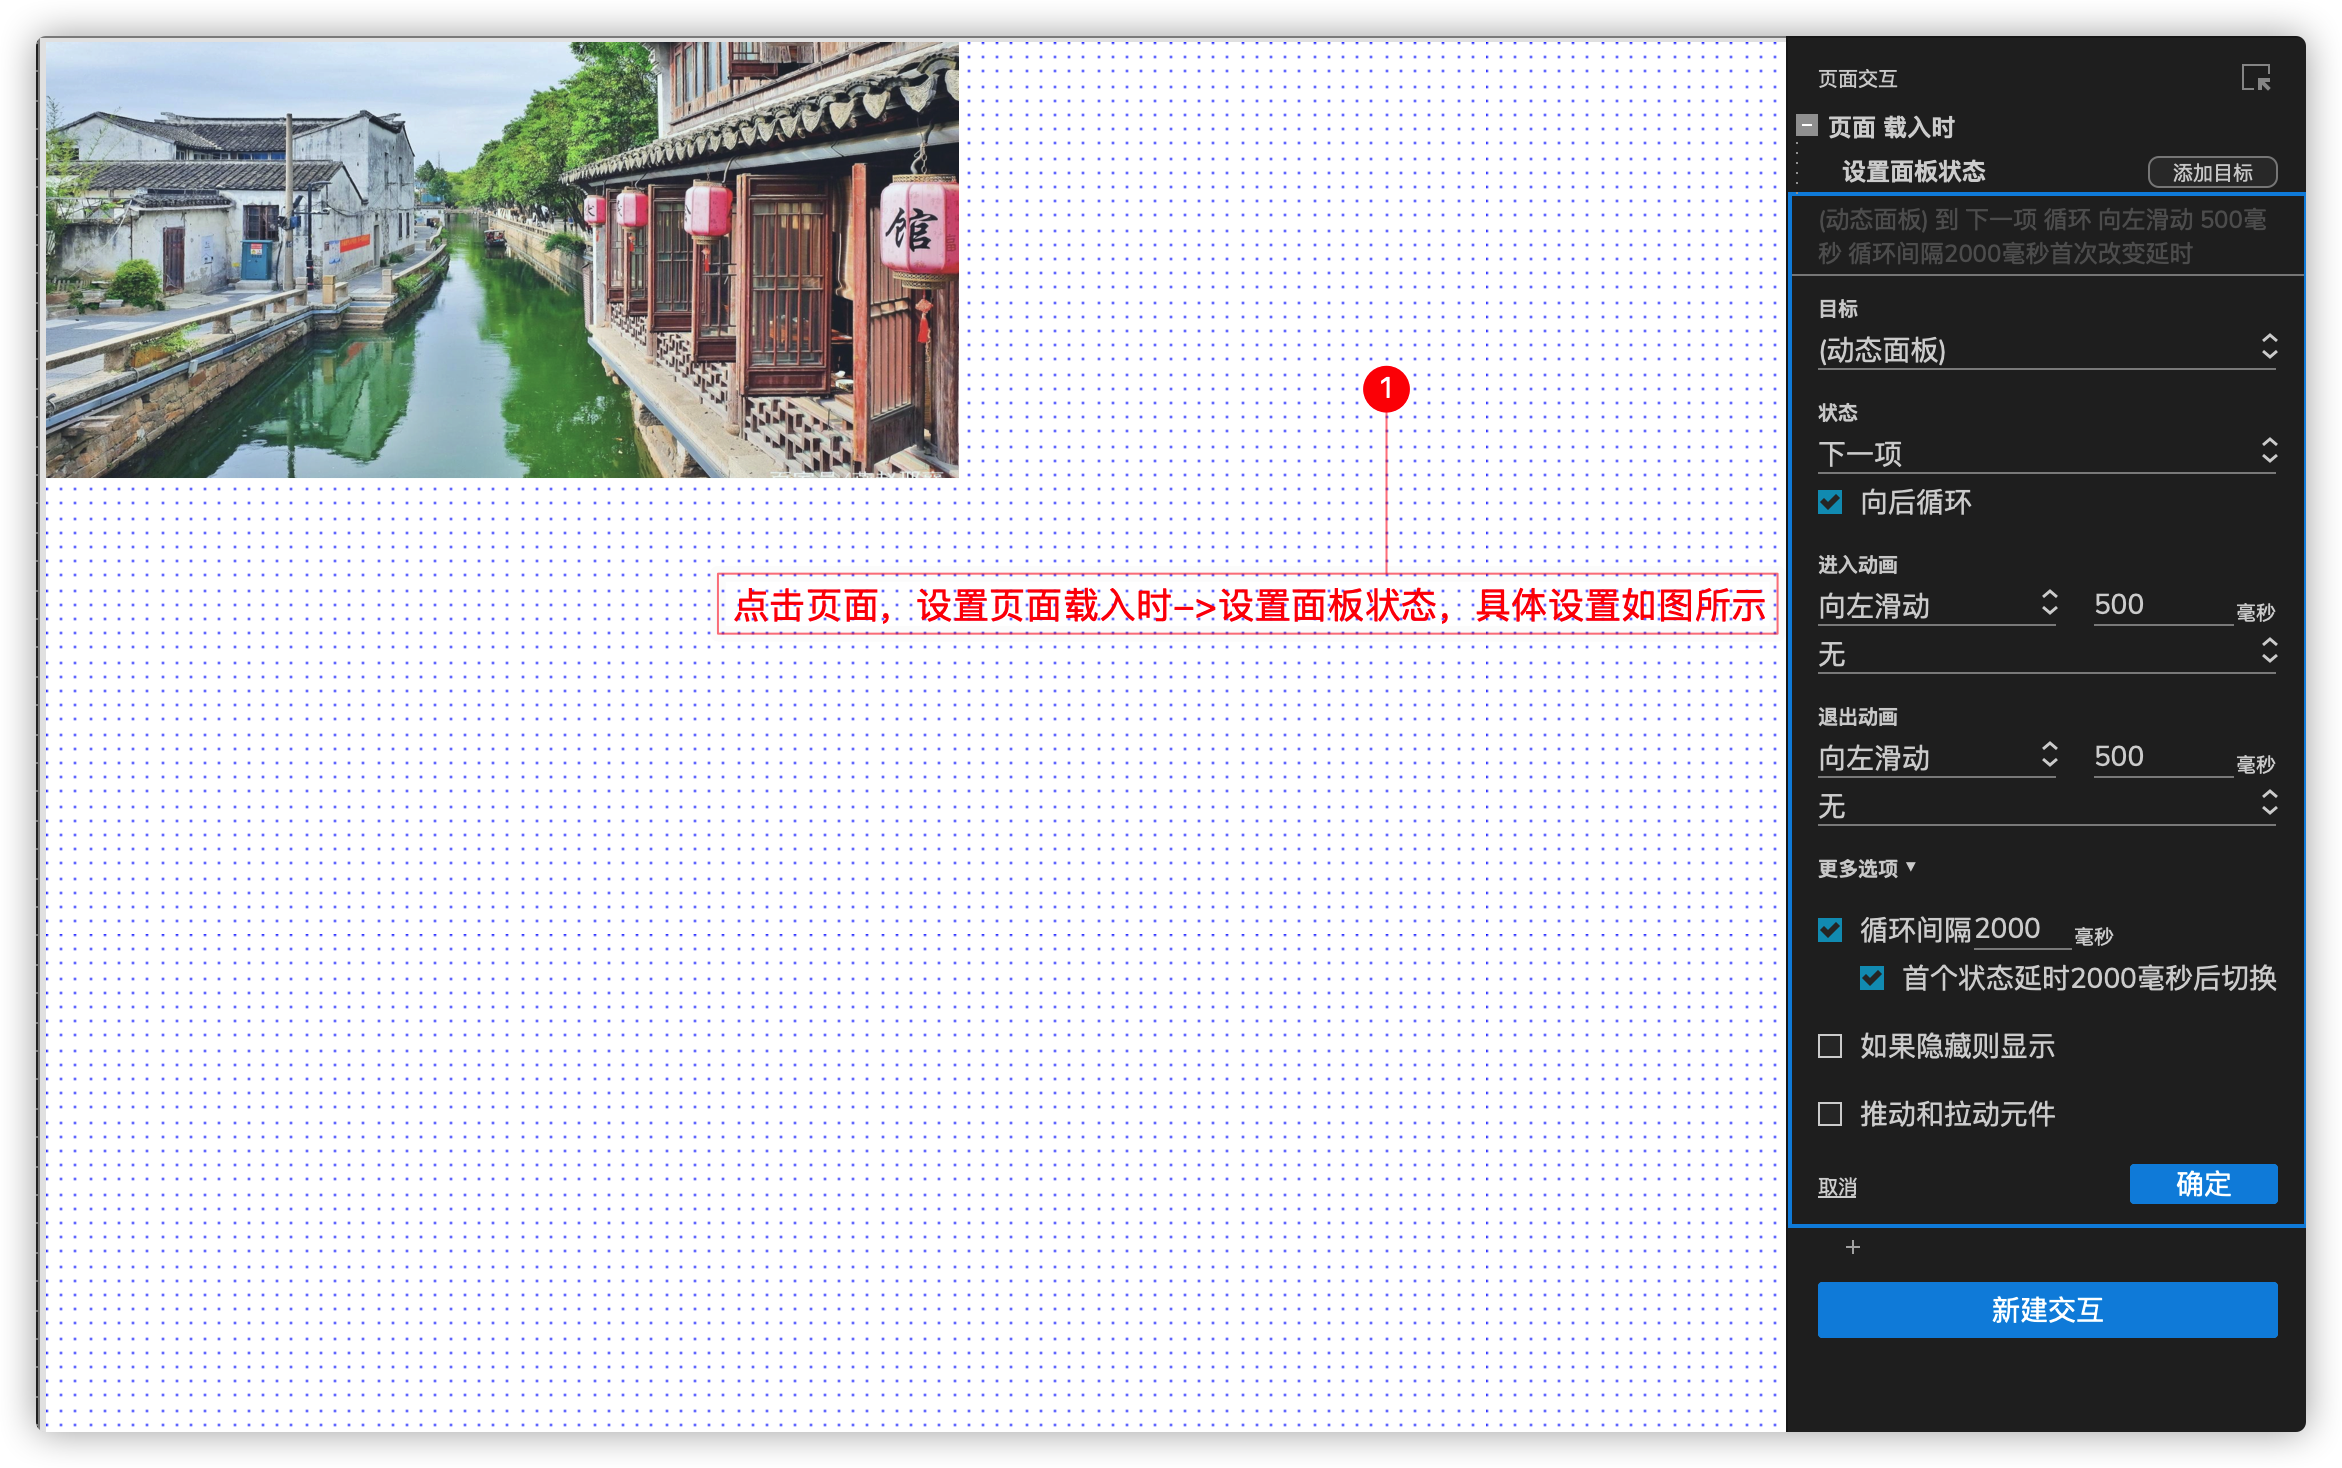 馆
1
点击页面，设置页面载入时->设置面板状态，具体设置如图所示
页面交互
页面 载入时
设置面板状态
添加目标
(动态面板) 到 下一项 循环 向左滑动 500毫
秒 循环间隔2000毫秒首次改变延时
目标
(动态面板)
状态
下一项
向后循环
进入动画
向左滑动 500 毫秒
无
退出动画
向左滑动 500 毫秒
无
更多选项
循环间隔2000 毫秒
首个状态延时2000毫秒后切换
如果隐藏则显示
推动和拉动元件
取消
确定
+
新建交互